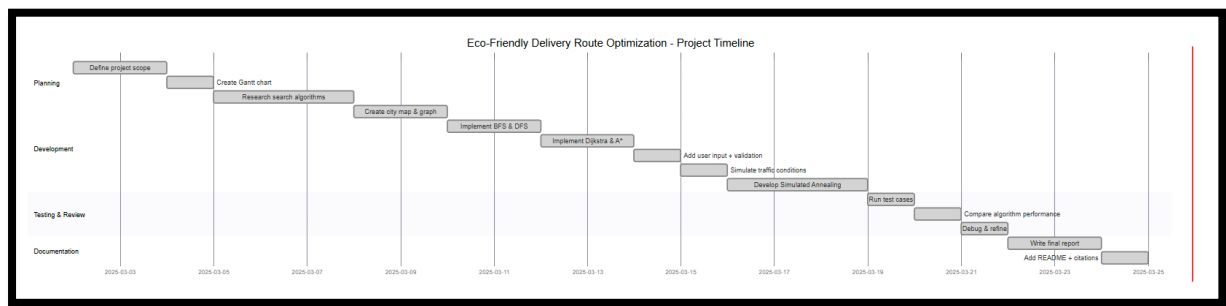 Eco-Friendly Delivery Route Optimization - Project Timeline
Define project scope
Planning
Create Gantt chart
Research search algorithms
Create city map & graph
Implement BFS & DFS
Implement Dijkstra & A*
Development
Add user input + validation
Simulate traffic conditions
Develop Simulated Annealing
Run test cases
Testing & Review
Compare algorithm performance
Debug & refine
Write final report
Documentation
Add README + citations
2025-03-03 2025-03-05 2025-03-07 2025-03-09 2025-03-11 2025-03-13 2025-03-15 2025-03-17 2025-03-19 2025-03-21 2025-03-23 2025-03-25